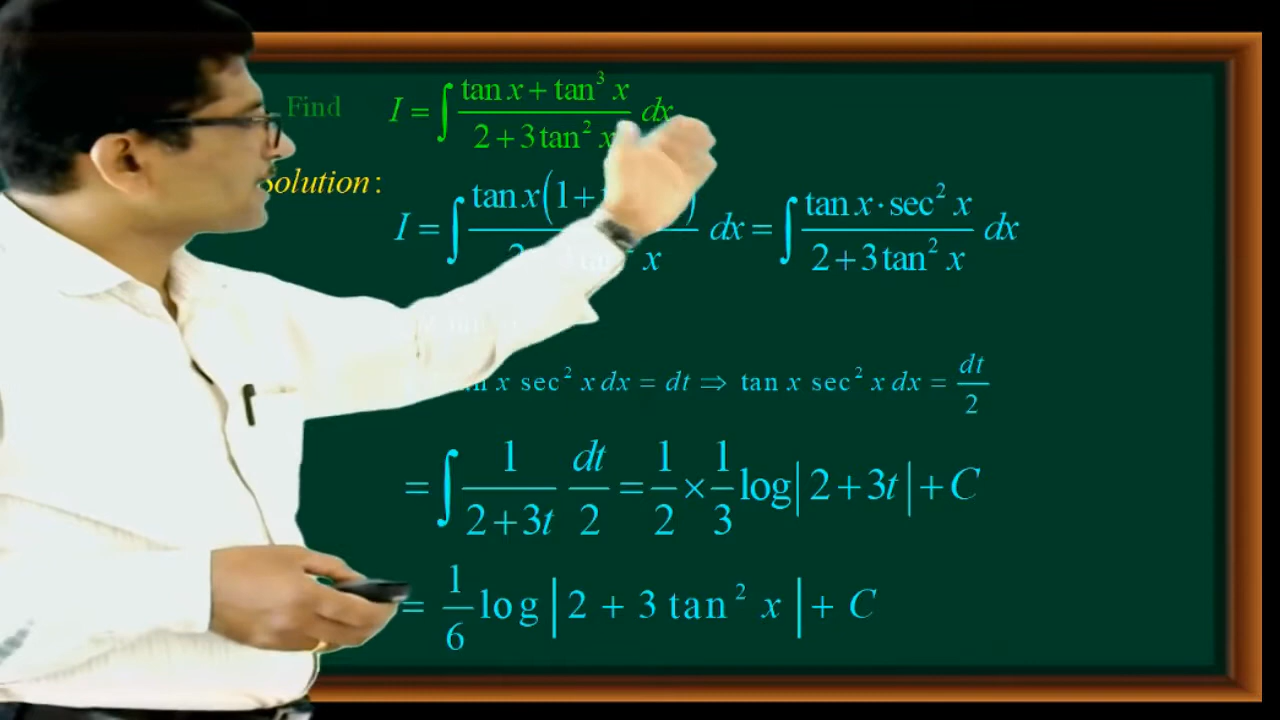 Find I = ∫ (tan x + tan³ x)/(2 + 3 tan² x) dx
Solution:
I = ∫ tan x(1+ ) / x dx = ∫ (tan x · sec² x)/(2 + 3 tan² x) dx
x sec² x dx = dt ⇒ tan x sec² x dx = dt/2
= ∫ 1/(2+3t) dt/2 = 1/2 × 1/3 log|2+3t| + C
= 1/6 log|2 + 3 tan² x| + C